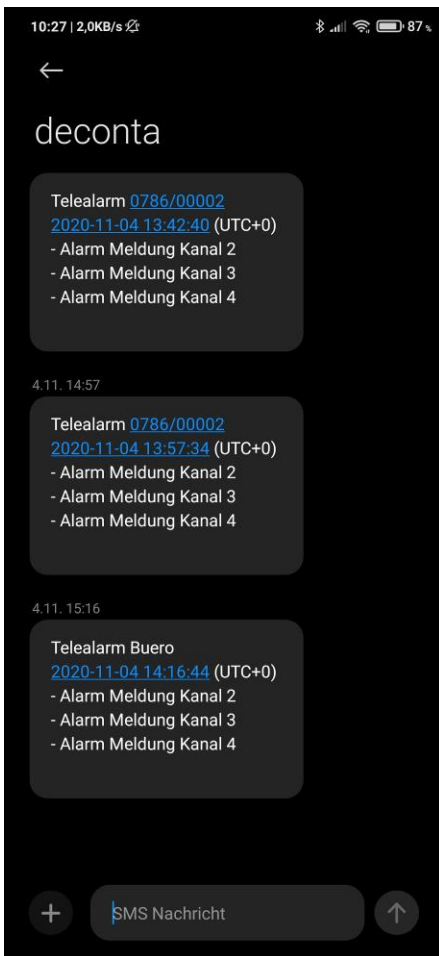 10:27 | 2,0KB/s
87%
deconta
Telealarm 0786/00002
2020-11-04 13:42:40 (UTC+0)
- Alarm Meldung Kanal 2
- Alarm Meldung Kanal 3
- Alarm Meldung Kanal 4
4.11. 14:57
Telealarm 0786/00002
2020-11-04 13:57:34 (UTC+0)
- Alarm Meldung Kanal 2
- Alarm Meldung Kanal 3
- Alarm Meldung Kanal 4
4.11. 15:16
Telealarm Buero
2020-11-04 14:16:44 (UTC+0)
- Alarm Meldung Kanal 2
- Alarm Meldung Kanal 3
- Alarm Meldung Kanal 4
SMS Nachricht